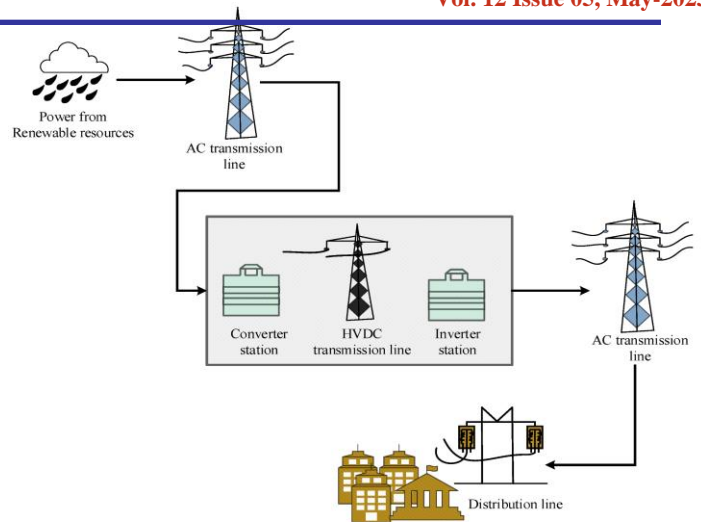 Vol. 12 Issue 05, May-2023
Power from
Renewable resources
AC transmission
line
Converter
station
HVDC
transmission line
Inverter
station
AC transmission
line
Distribution line